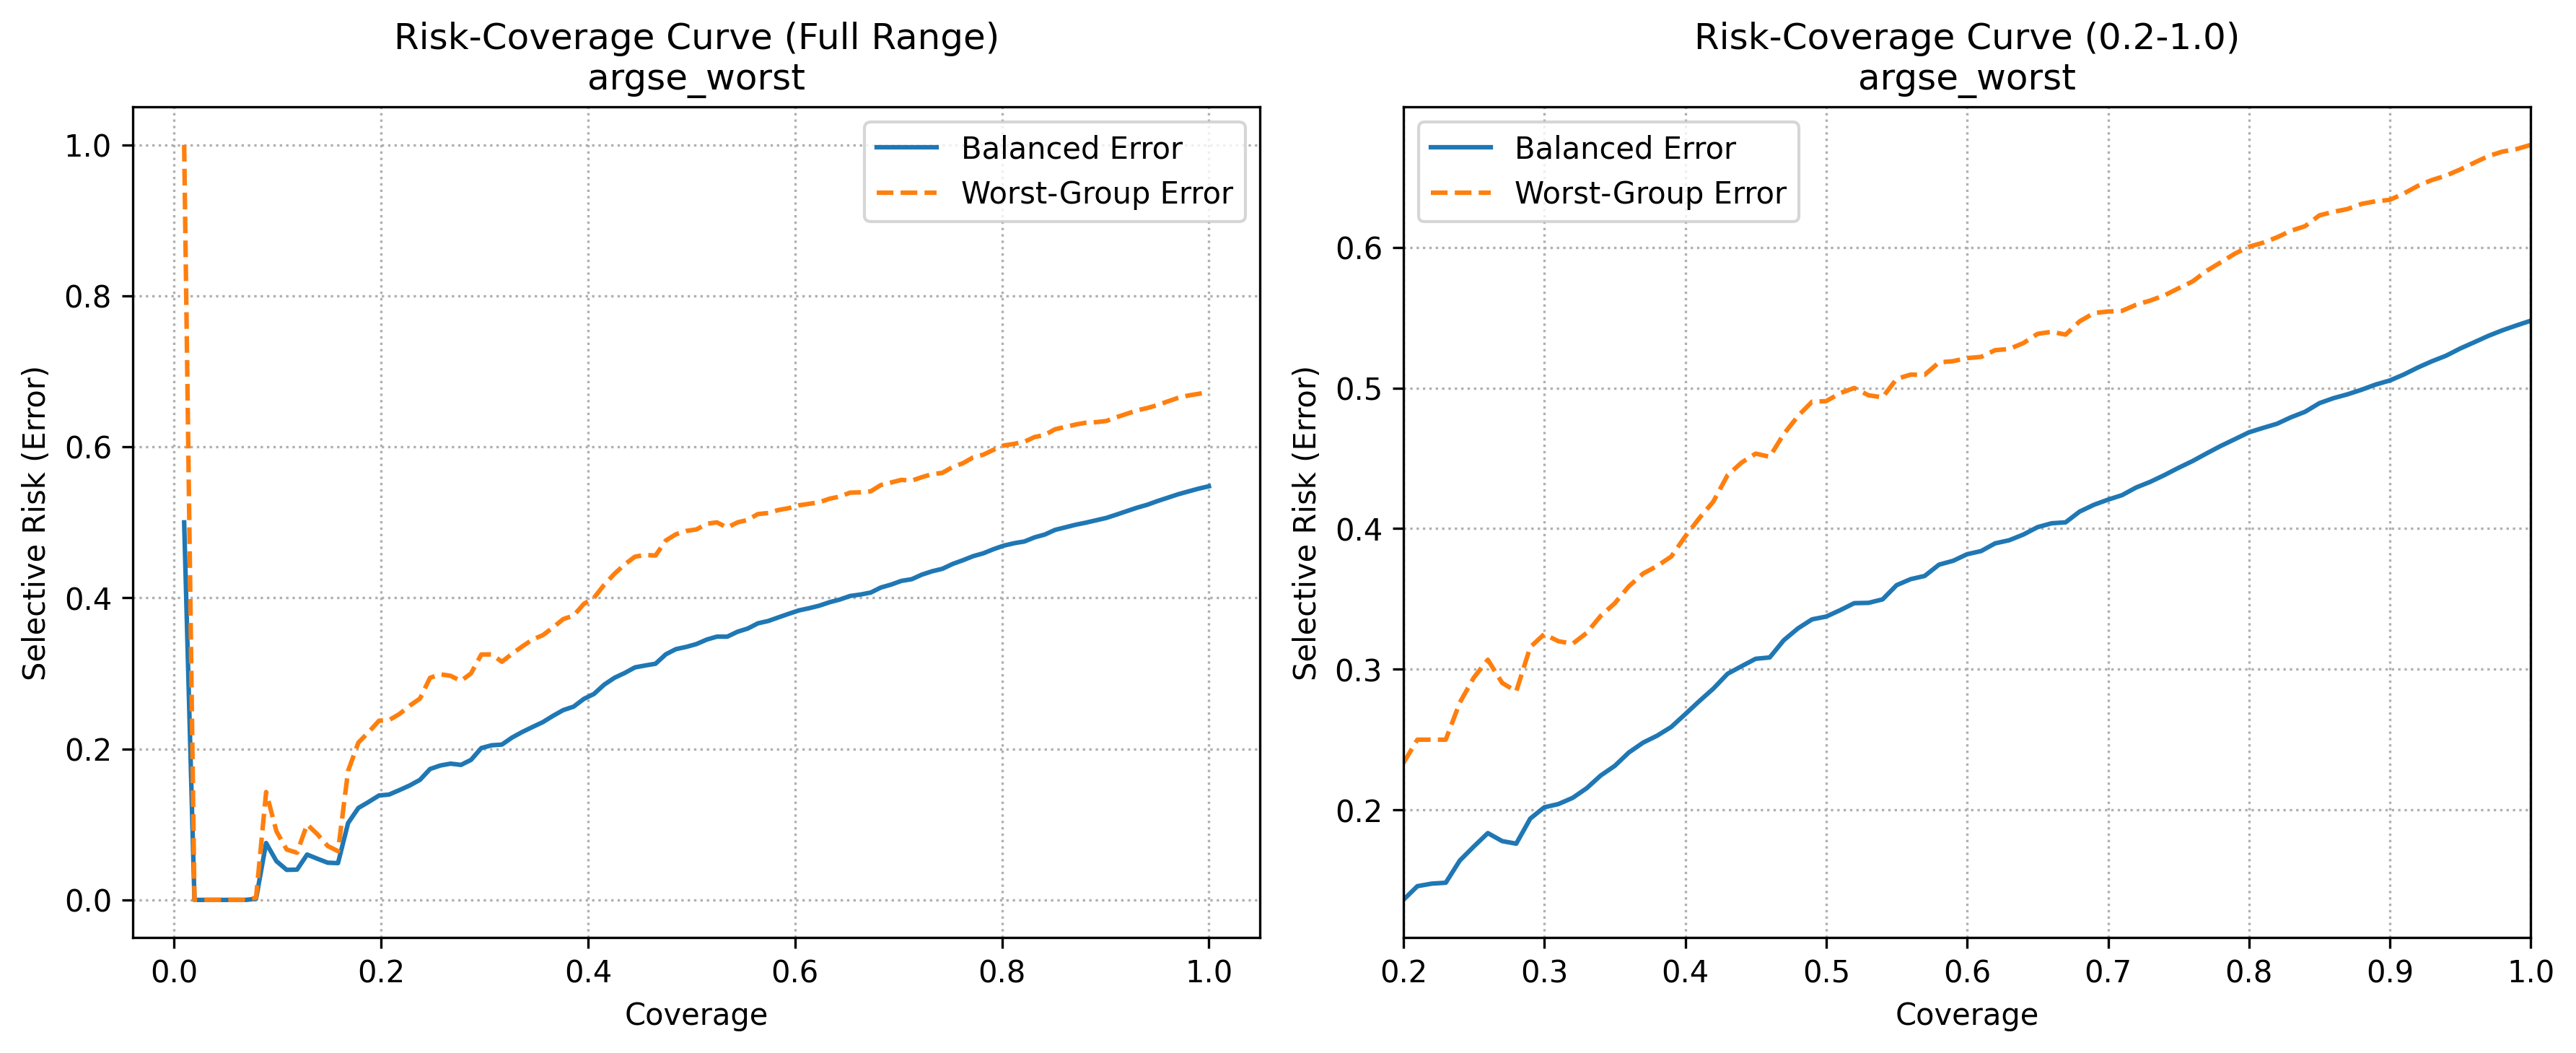 Risk-Coverage Curve (Full Range)
argse_worst
Balanced Error
Worst-Group Error
1.0
0.8
0.6
0.4
0.2
0.0
Selective Risk (Error)
0.0 0.2 0.4 0.6 0.8 1.0
Coverage
Risk-Coverage Curve (0.2-1.0)
argse_worst
Balanced Error
Worst-Group Error
0.6
0.5
0.4
0.3
0.2
Selective Risk (Error)
0.2 0.3 0.4 0.5 0.6 0.7 0.8 0.9 1.0
Coverage